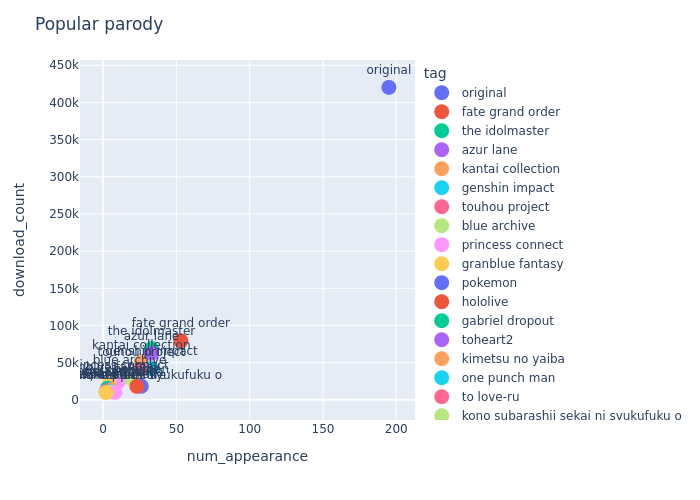 Popular parody
450k
400k
350k
300k
250k
200k
150k
100k
50k
0
0
50
100
150
200
num_appearance
download_count
original
fate grand order
the idolmaster
azur lane
kantai collection
blue archive
tag
original
fate grand order
the idolmaster
azur lane
kantai collection
genshin impact
touhou project
blue archive
princess connect
granblue fantasy
pokemon
hololive
gabriel dropout
toheart2
kimetsu no yaiba
one punch man
to love-ru
kono subarashii sekai ni svukufuku o